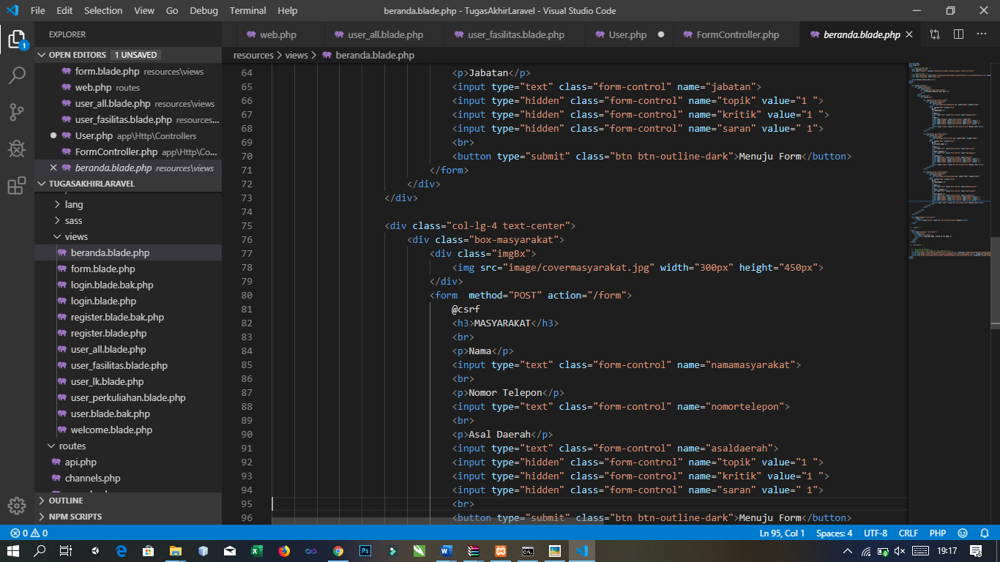 File Edit Selection View Go Debug Terminal Help
beranda.blade.php - TugasAkhirLaravel - Visual Studio Code
EXPLORER
web.php user_all.blade.php user_fasilitas.blade.php User.php FormController.php beranda.blade.php
OPEN EDITORS 1 UNSAVED
form.blade.php resources\views
web.php routes
user_all.blade.php resources\views
user_fasilitas.blade.php resources...
User.php app\Http\Controllers
FormController.php app\Http\Co...
beranda.blade.php resources\views
TUGASAKHIRLARAVEL
lang
sass
views
beranda.blade.php
form.blade.php
login.blade.bak.php
login.blade.php
register.blade.bak.php
register.blade.php
user_all.blade.php
user_fasilitas.blade.php
user_lk.blade.php
user_perkuliahan.blade.php
user.blade.bak.php
welcome.blade.php
routes
api.php
channels.php
OUTLINE
NPM SCRIPTS
1
resources > views > beranda.blade.php
64 <p>Jabatan</p>
65 <input type="text" class="form-control" name="jabatan">
66 <input type="hidden" class="form-control" name="topik" value="1 ">
67 <input type="hidden" class="form-control" name="kritik" value="1 ">
68 <input type="hidden" class="form-control" name="saran" value=" 1">
69 <br>
70 <button type="submit" class="btn btn-outline-dark">Menuju Form</button>
71 </form>
72 </div>
73 </div>
74
75 <div class="col-lg-4 text-center">
76 <div class="box-masyarakat">
77 <div class="imgBx">
78 <img src="image/covermasyarakat.jpg" width="300px" height="450px">
79 </div>
80 <form  method="POST" action="/form">
81 @csrf
82 <h3>MASYARAKAT</h3>
83 <br>
84 <p>Nama</p>
85 <input type="text" class="form-control" name="namamasyarakat">
86 <br>
87 <p>Nomor Telepon</p>
88 <input type="text" class="form-control" name="nomortelepon">
89 <br>
90 <p>Asal Daerah</p>
91 <input type="text" class="form-control" name="asaldaerah">
92 <input type="hidden" class="form-control" name="topik" value="1 ">
93 <input type="hidden" class="form-control" name="kritik" value="1 ">
94 <input type="hidden" class="form-control" name="saran" value=" 1">
95 <br>
96 <button type="submit" class="btn btn-outline-dark">Menuju Form</button>
0 0
Ln 95, Col 1 Spaces: 4 UTF-8 CRLF PHP
19:17